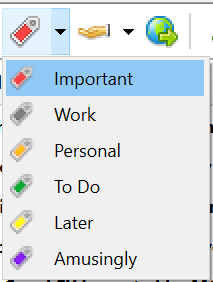 Important
Work
Personal
To Do
Later
Amusingly